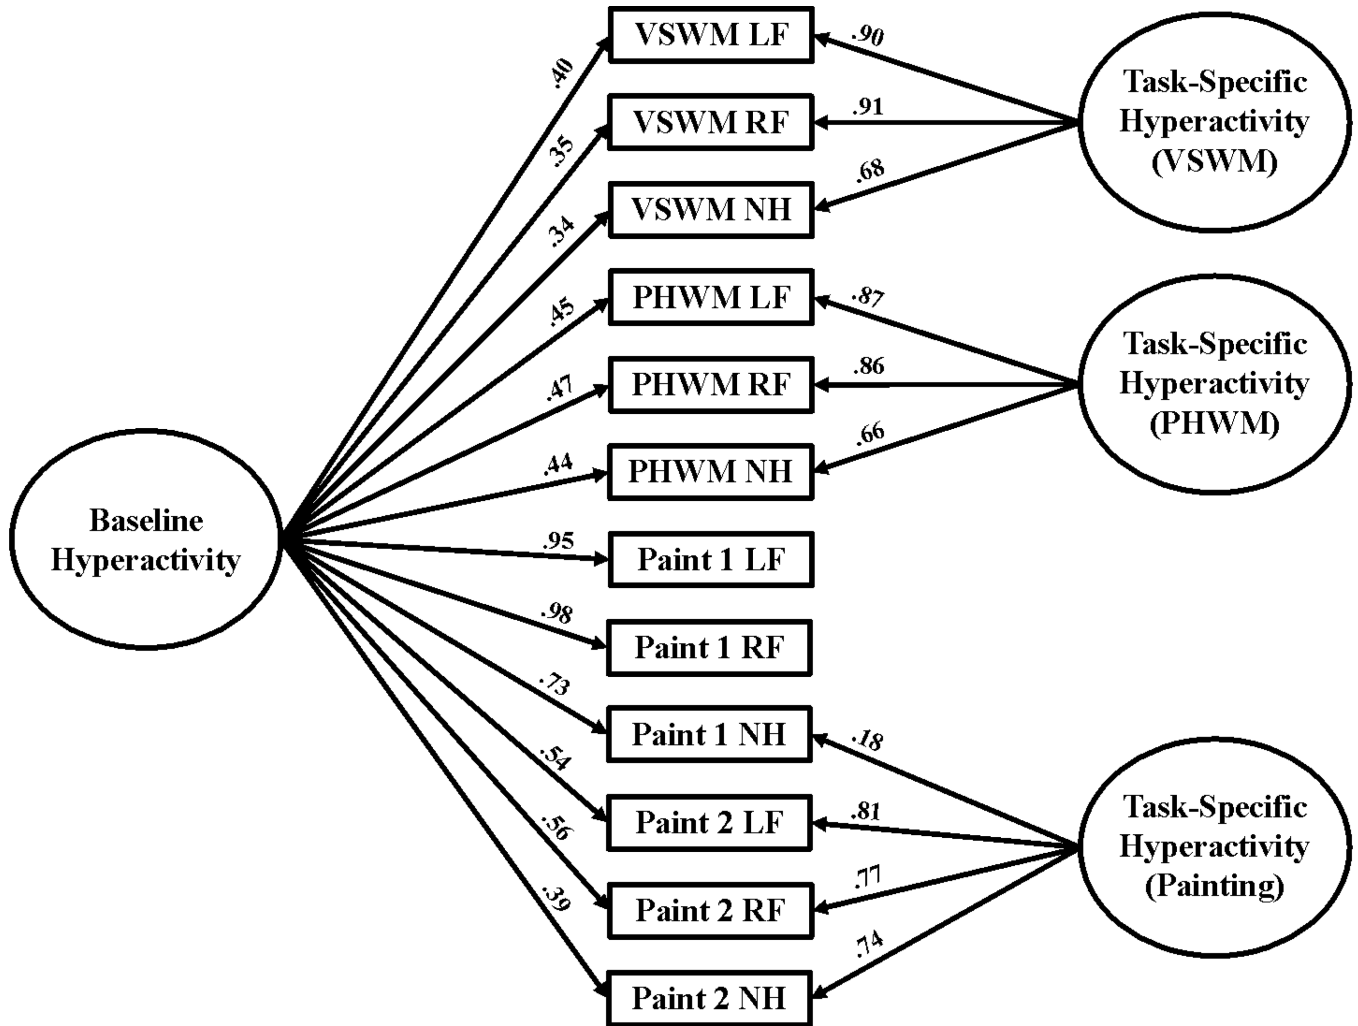 Baseline
Hyperactivity
.40
.35
.34
.45
.47
.44
.95
.98
.73
.54
.56
.39
VSWM LF
VSWM RF
VSWM NH
PHWM LF
PHWM RF
PHWM NH
Paint 1 LF
Paint 1 RF
Paint 1 NH
Paint 2 LF
Paint 2 RF
Paint 2 NH
.90
.91
.68
.87
.86
.66
.18
.81
.77
.74
Task-Specific
Hyperactivity
(VSWM)
Task-Specific
Hyperactivity
(PHWM)
Task-Specific
Hyperactivity
(Painting)